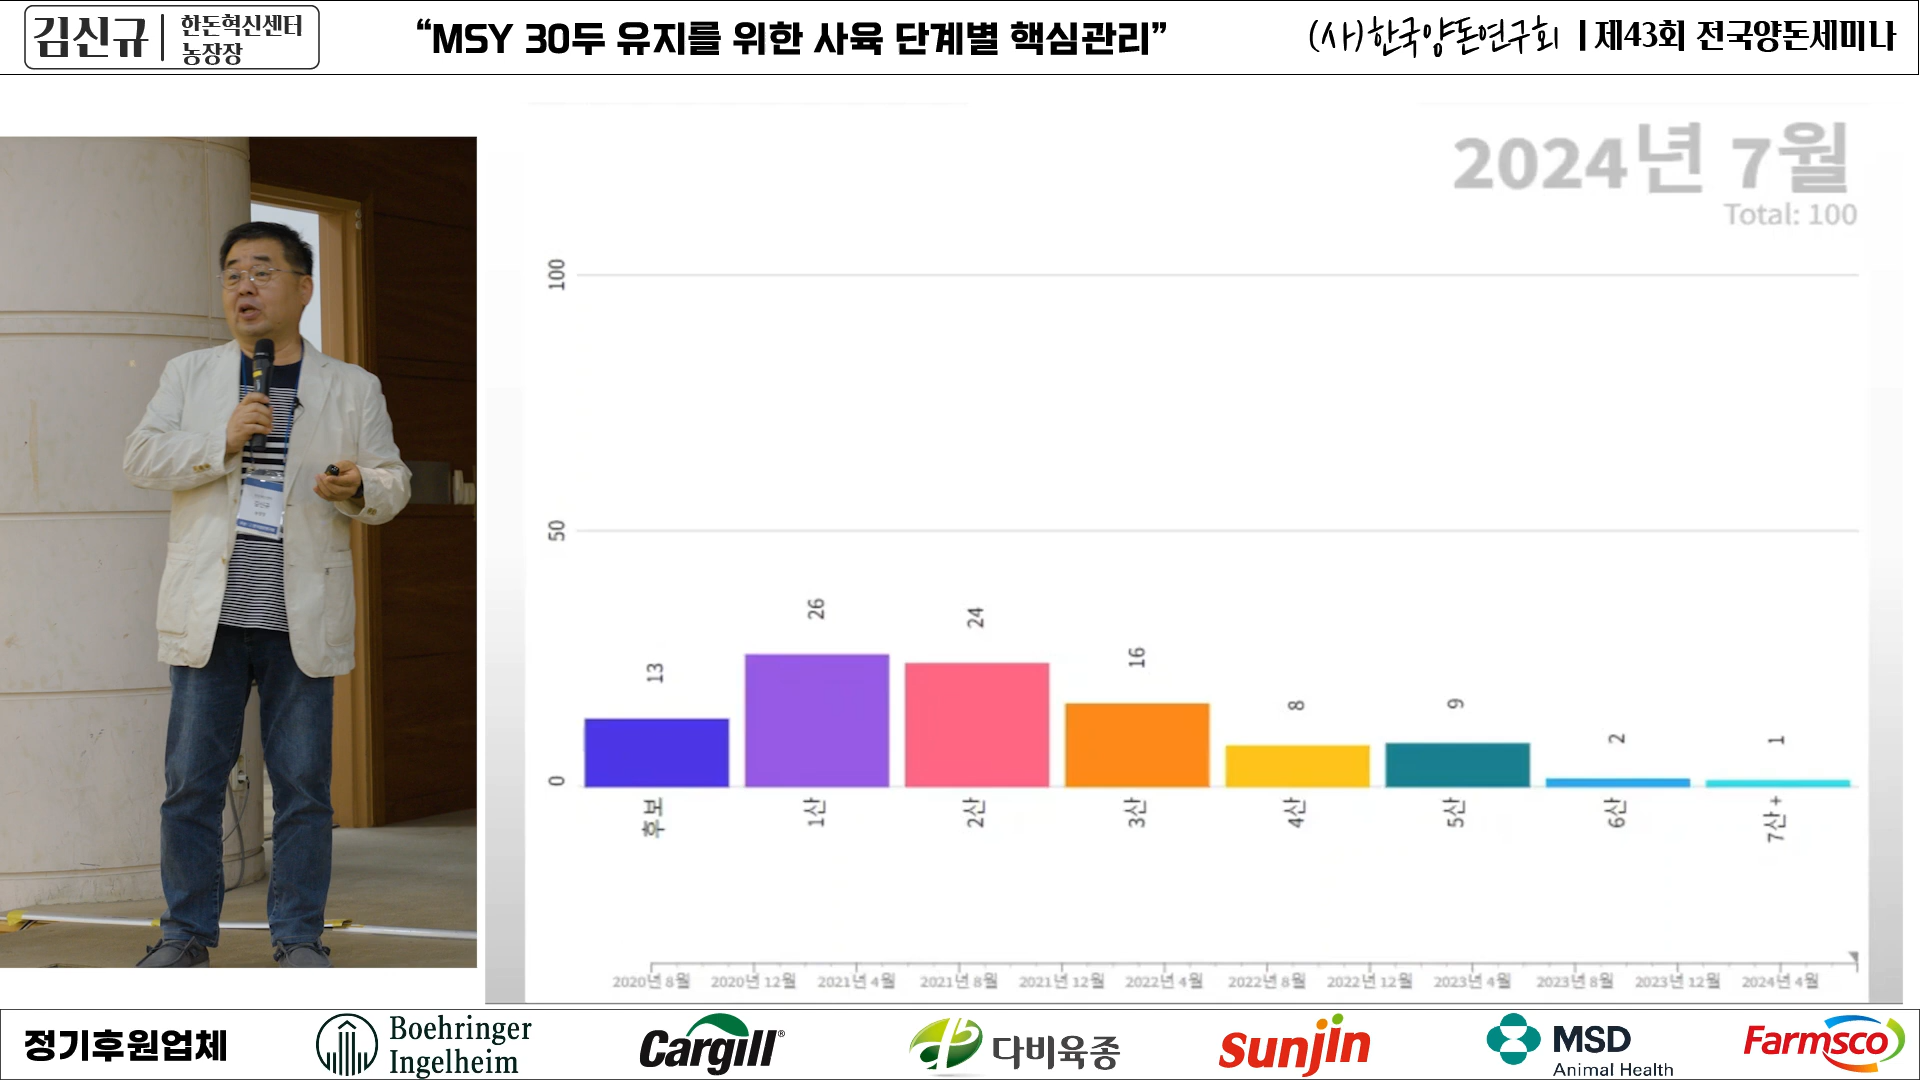 김신규
한돈혁신센터
농장장
“MSY 30두 유지를 위한 사육 단계별 핵심관리”
(사)한국양돈연구회 | 제43회 전국양돈세미나
2024년 7월
Total: 100
100
50
0
13
26
24
16
8
9
2
1
후보
1산
2산
3산
4산
5산
6산
7산+
2020년 8월 2020년 12월 2021년 4월 2021년 8월 2021년 12월 2022년 4월 2022년 8월 2022년 12월 2023년 4월 2023년 8월 2023년 12월 2024년 4월
정기후원업체
Boehringer
Ingelheim
Cargill®
다비육종
Sunjin
MSD
Animal Health
Farmsco